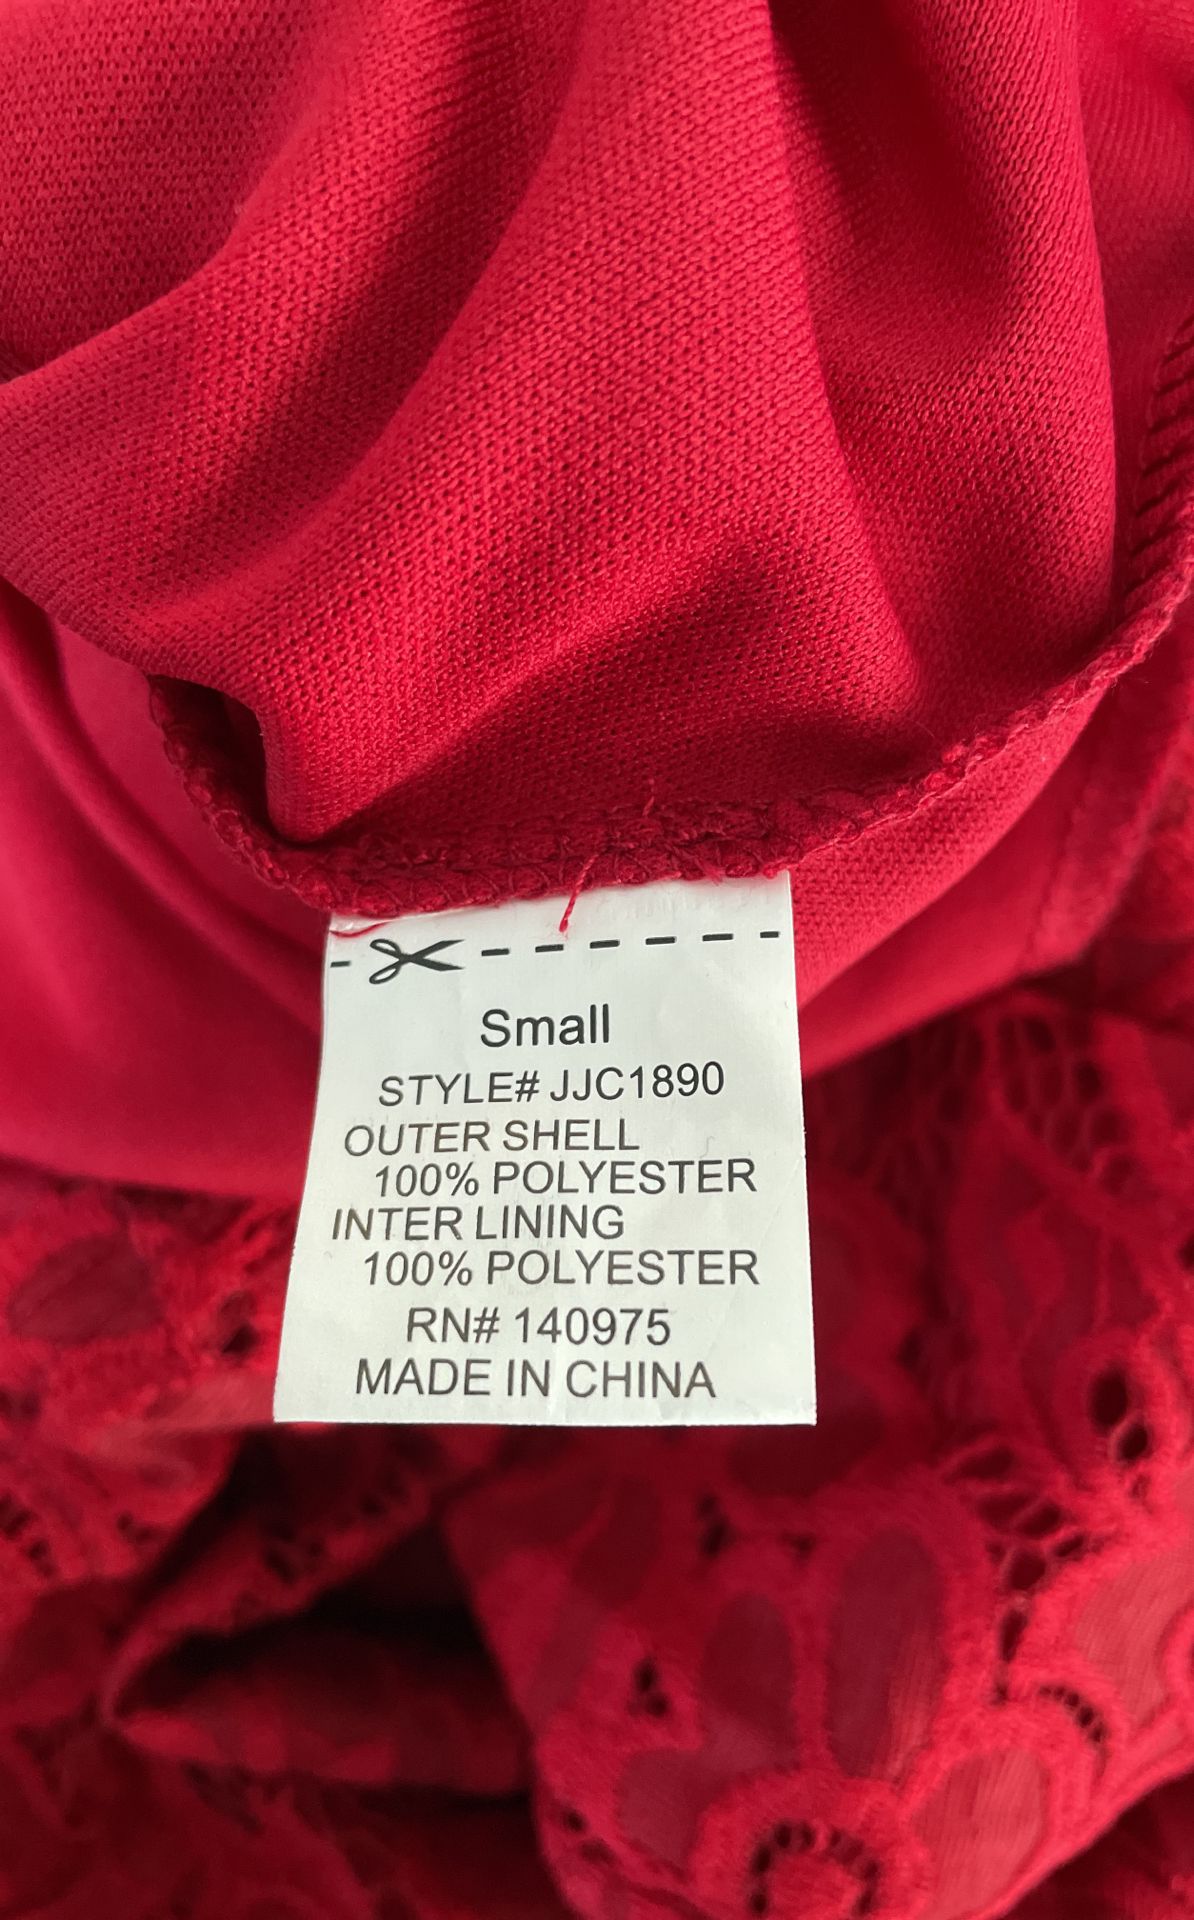 Small
STYLE# JJC1890
OUTER SHELL
100% POLYESTER
INTER LINING
100% POLYESTER
RN# 140975
MADE IN CHINA